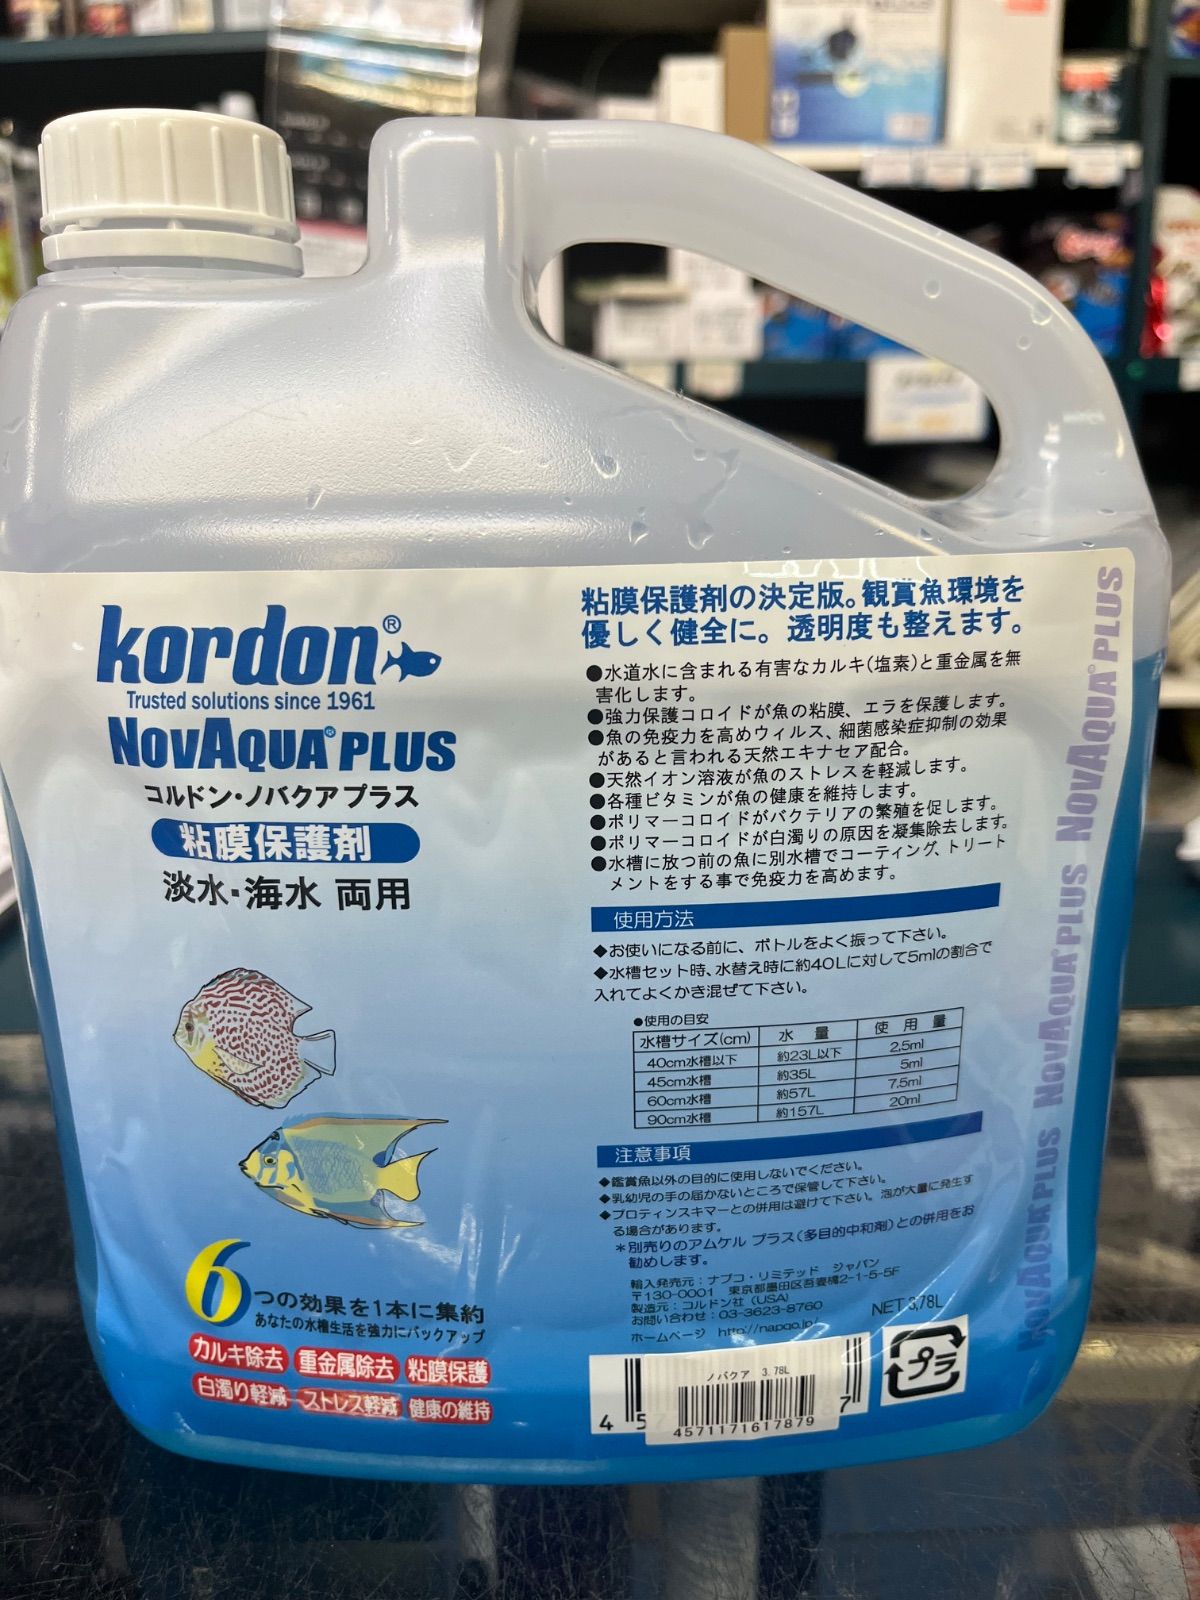 kordon®
Trusted solutions since 1961
NOVAQUA® PLUS
コルドン・ノバクアプラス
粘膜保護剤
淡水・海水 両用
6つの効果を1本に集約
あなたの水槽生活を強力にバックアップ
カルキ除去 重金属除去 粘膜保護
白濁り軽減 ストレス軽減 健康の維持
粘膜保護剤の決定版。観賞魚環境を
優しく健全に。透明度も整えます。
●水道水に含まれる有害なカルキ(塩素)と重金属を無
害化します。
●強力保護コロイドが魚の粘膜、エラを保護します。
●魚の免疫力を高めウィルス、細菌感染症抑制の効果
があると言われる天然エキナセア配合。
●天然イオン溶液が魚のストレスを軽減します。
●各種ビタミンが魚の健康を維持します。
●ポリマーコロイドがバクテリアの繁殖を促します。
●ポリマーコロイドが白濁りの原因を凝集除去します。
●水槽に放つ前の魚に別水槽でコーティング、トリート
メントをする事で免疫力を高めます。
使用方法
◆お使いになる前に、ボトルをよく振って下さい。
◆水槽セット時、水替え時に約40Lに対して5mlの割合で
入れてよくかき混ぜて下さい。
●使用の目安
水槽サイズ(cm) 水 量 使 用 量
40cm水槽以下 約23L以下 2.5ml
45cm水槽 約35L 5ml
60cm水槽 約57L 7.5ml
90cm水槽 約157L 20ml
注意事項
◆鑑賞魚以外の目的に使用しないでください。
◆乳幼児の手の届かないところで保管して下さい。
◆プロティンスキマーとの併用は避けて下さい。泡が大量に発生す
る場合があります。
＊別売りのアムケル プラス(多目的中和剤)との併用をお
勧めします。
輸入発売元：ナプコ・リミテッド ジャパン
〒130-0001 東京都墨田区吾妻橋2-1-5-5F
製造元：コルドン社 (USA)
お問い合わせ：03-3623-8760
ホームページ http://napqo.jp/
NET 3,78L
プラ
ノバクア 3.78L
4571171617879
4 5 7
NOVAQUA® PLUS NOVAQUA® PLUS NOVAQUA® PLUS NOVAQUA® PLUS